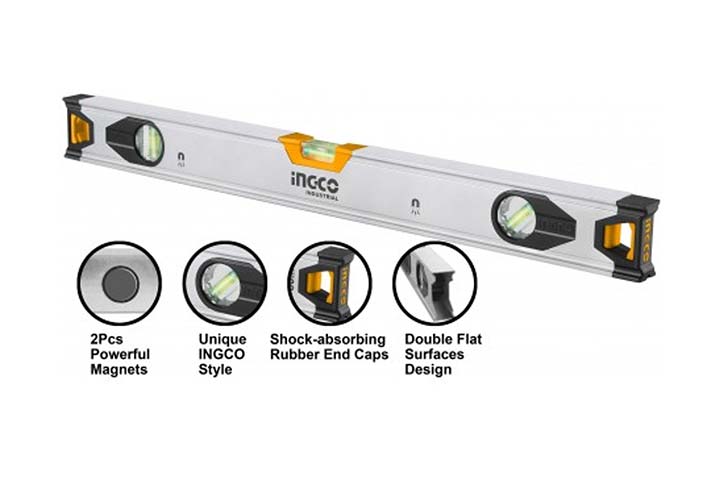 INGCO
INDUSTRIAL
INGCO
2Pcs
Powerful
Magnets
Unique
INGCO
Style
Shock-absorbing
Rubber End Caps
Double Flat
Surfaces
Design